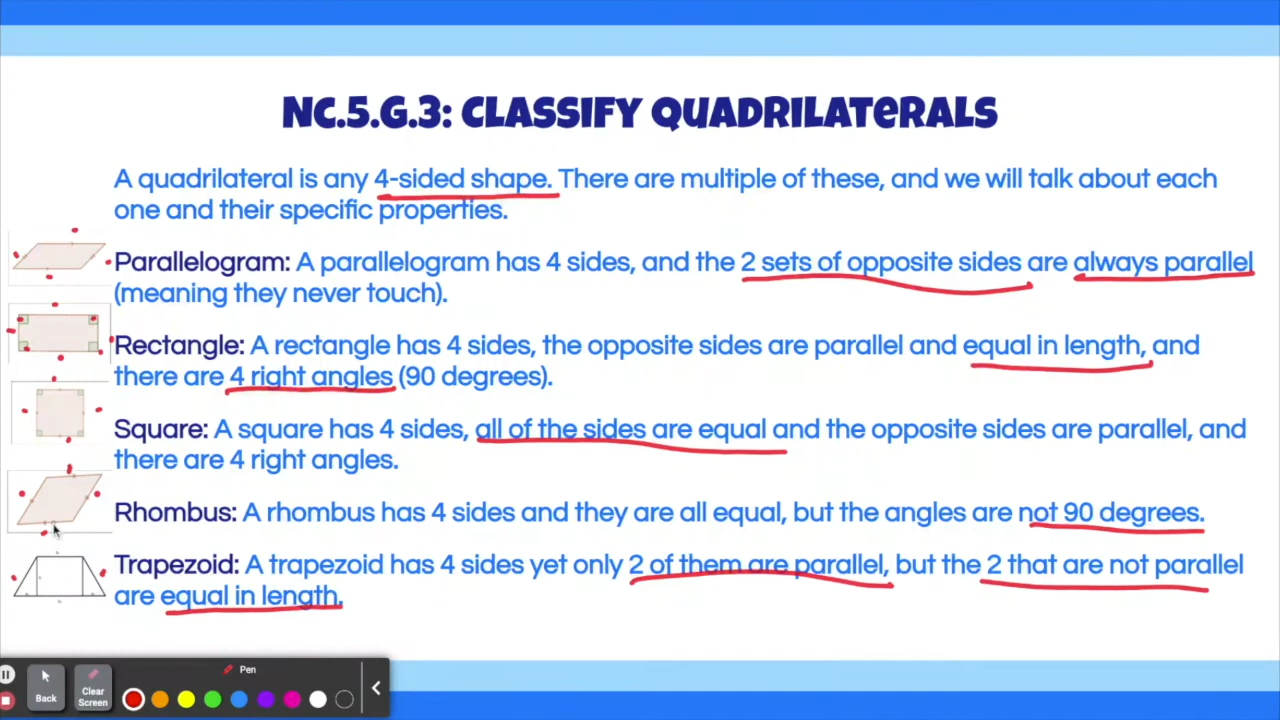 NC.5.G.3: CLASSIFY QUADRILATERALS
A quadrilateral is any 4-sided shape. There are multiple of these, and we will talk about each
one and their specific properties.
Parallelogram: A parallelogram has 4 sides, and the 2 sets of opposite sides are always parallel
(meaning they never touch).
Rectangle: A rectangle has 4 sides, the opposite sides are parallel and equal in length, and
there are 4 right angles (90 degrees).
Square: A square has 4 sides, all of the sides are equal and the opposite sides are parallel, and
there are 4 right angles.
Rhombus: A rhombus has 4 sides and they are all equal, but the angles are not 90 degrees.
Trapezoid: A trapezoid has 4 sides yet only 2 of them are parallel, but the 2 that are not parallel
are equal in length.
Pen
Back
Clear
Screen